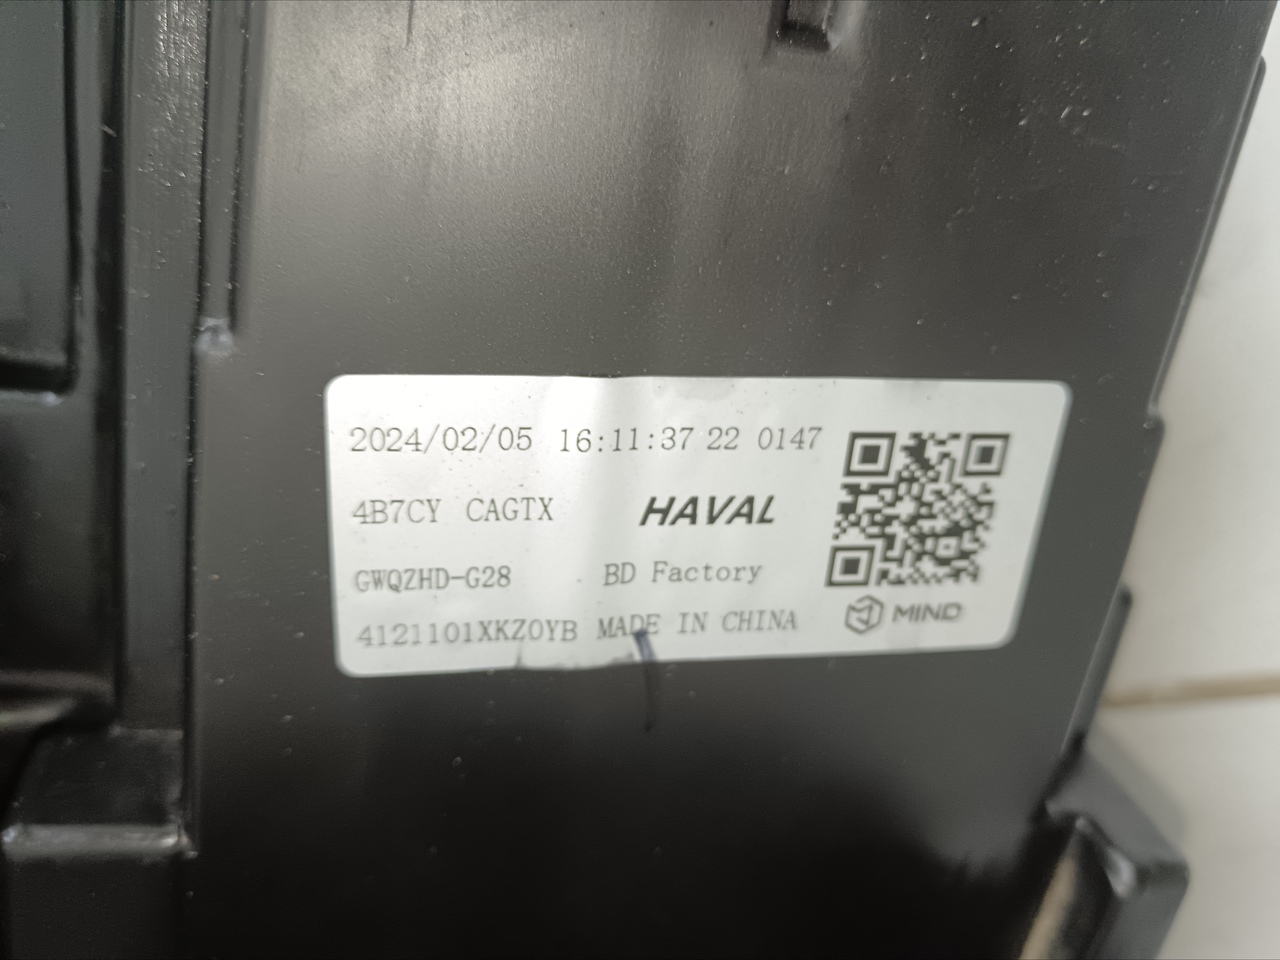 2024/02/05 16:11:37 22 0147
4B7CY CAGTX HAVAL
GWQZHD-G28 BD Factory
4121101XKZ0YB MADE IN CHINA
MIND